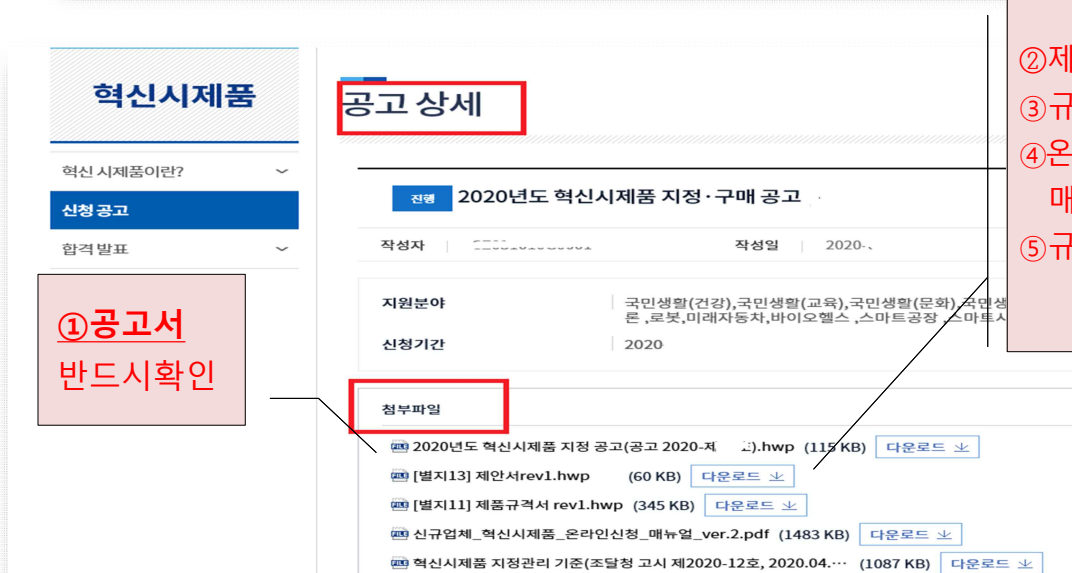 혁신시제품
혁신 시제품이란?
신청 공고
합격 발표
①공고서
반드시확인
공고 상세
진행 2020년도 혁신시제품 지정·구매 공고
작성자 작성일 2020-
지원분야 국민생활(건강),국민생활(교육),국민생활(문화),국민생
론 ,로봇,미래자동차,바이오헬스 ,스마트공장 ,스마트시
신청기간 2020
첨부파일
2020년도 혁신시제품 지정 공고(공고 2020-제 ).hwp (115 KB) 다운로드
[별지13] 제안서rev1.hwp (60 KB) 다운로드
[별지11] 제품규격서 rev1.hwp (345 KB) 다운로드
신규업체_혁신시제품_온라인신청_매뉴얼_ver.2.pdf (1483 KB) 다운로드
혁신시제품 지정관리 기준(조달청 고시 제2020-12호, 2020.04.… (1087 KB) 다운로드
②제
③규
④온
매
⑤규